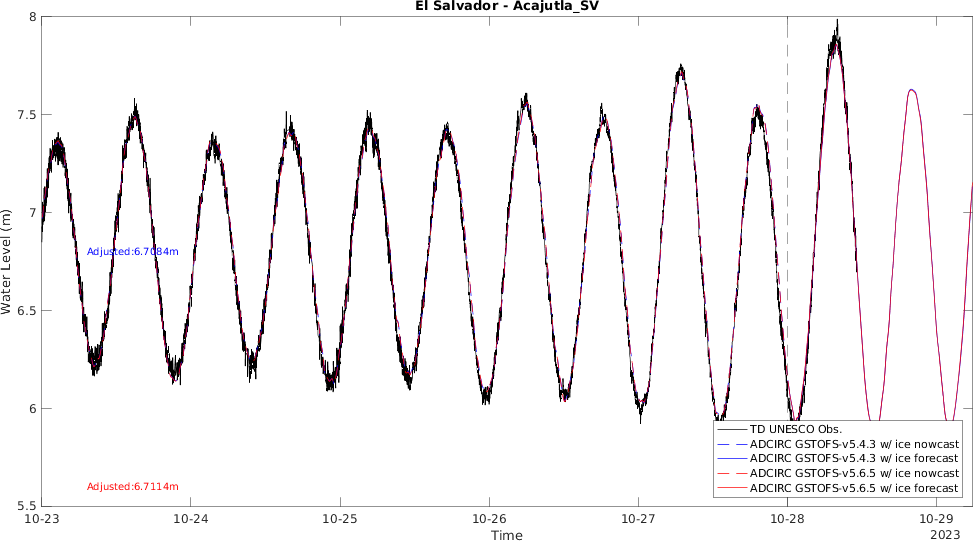 El Salvador - Acajutla_SV
8
7.5
7
6.5
6
5.5
Water Level (m)
Adjusted:6.7084m
Adjusted:6.7114m
TD UNESCO Obs.
ADCIRC GSTOFS-v5.4.3 w/ ice nowcast
ADCIRC GSTOFS-v5.4.3 w/ ice forecast
ADCIRC GSTOFS-v5.6.5 w/ ice nowcast
ADCIRC GSTOFS-v5.6.5 w/ ice forecast
10-23 10-24 10-25 10-26 10-27 10-28 10-29
Time
2023